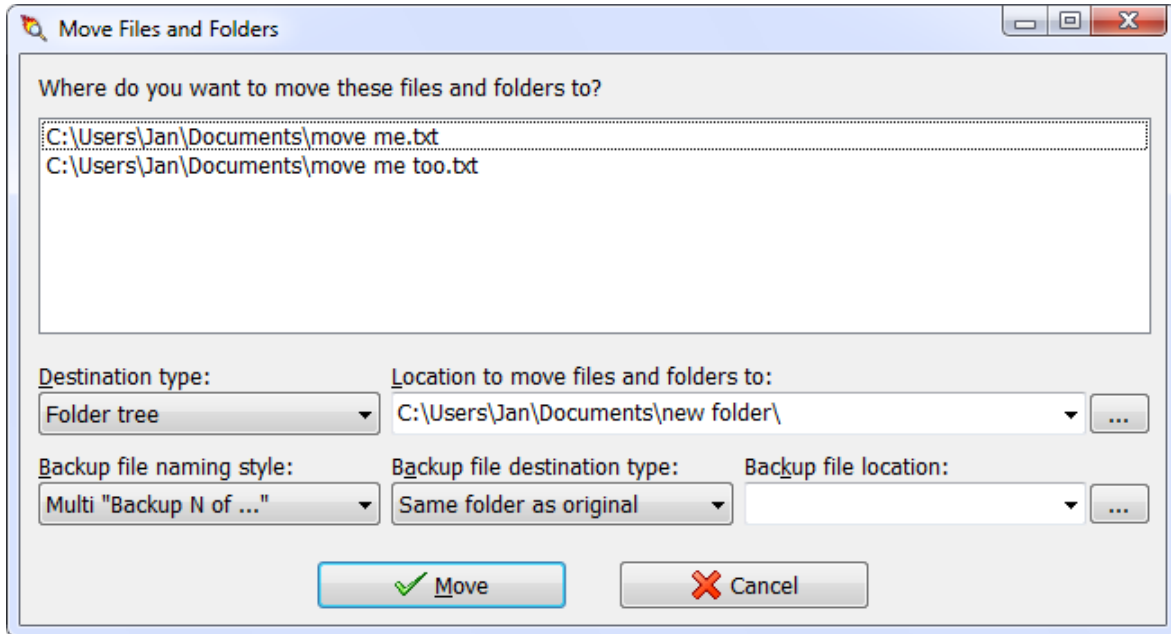 Move Files and Folders
Where do you want to move these files and folders to?
C:\Users\Jan\Documents\move me.txt
C:\Users\Jan\Documents\move me too.txt
Destination type: Location to move files and folders to:
Folder tree C:\Users\Jan\Documents\new folder\ ...
Backup file naming style: Backup file destination type: Backup file location:
Multi "Backup N of ..." Same folder as original ...
Move Cancel